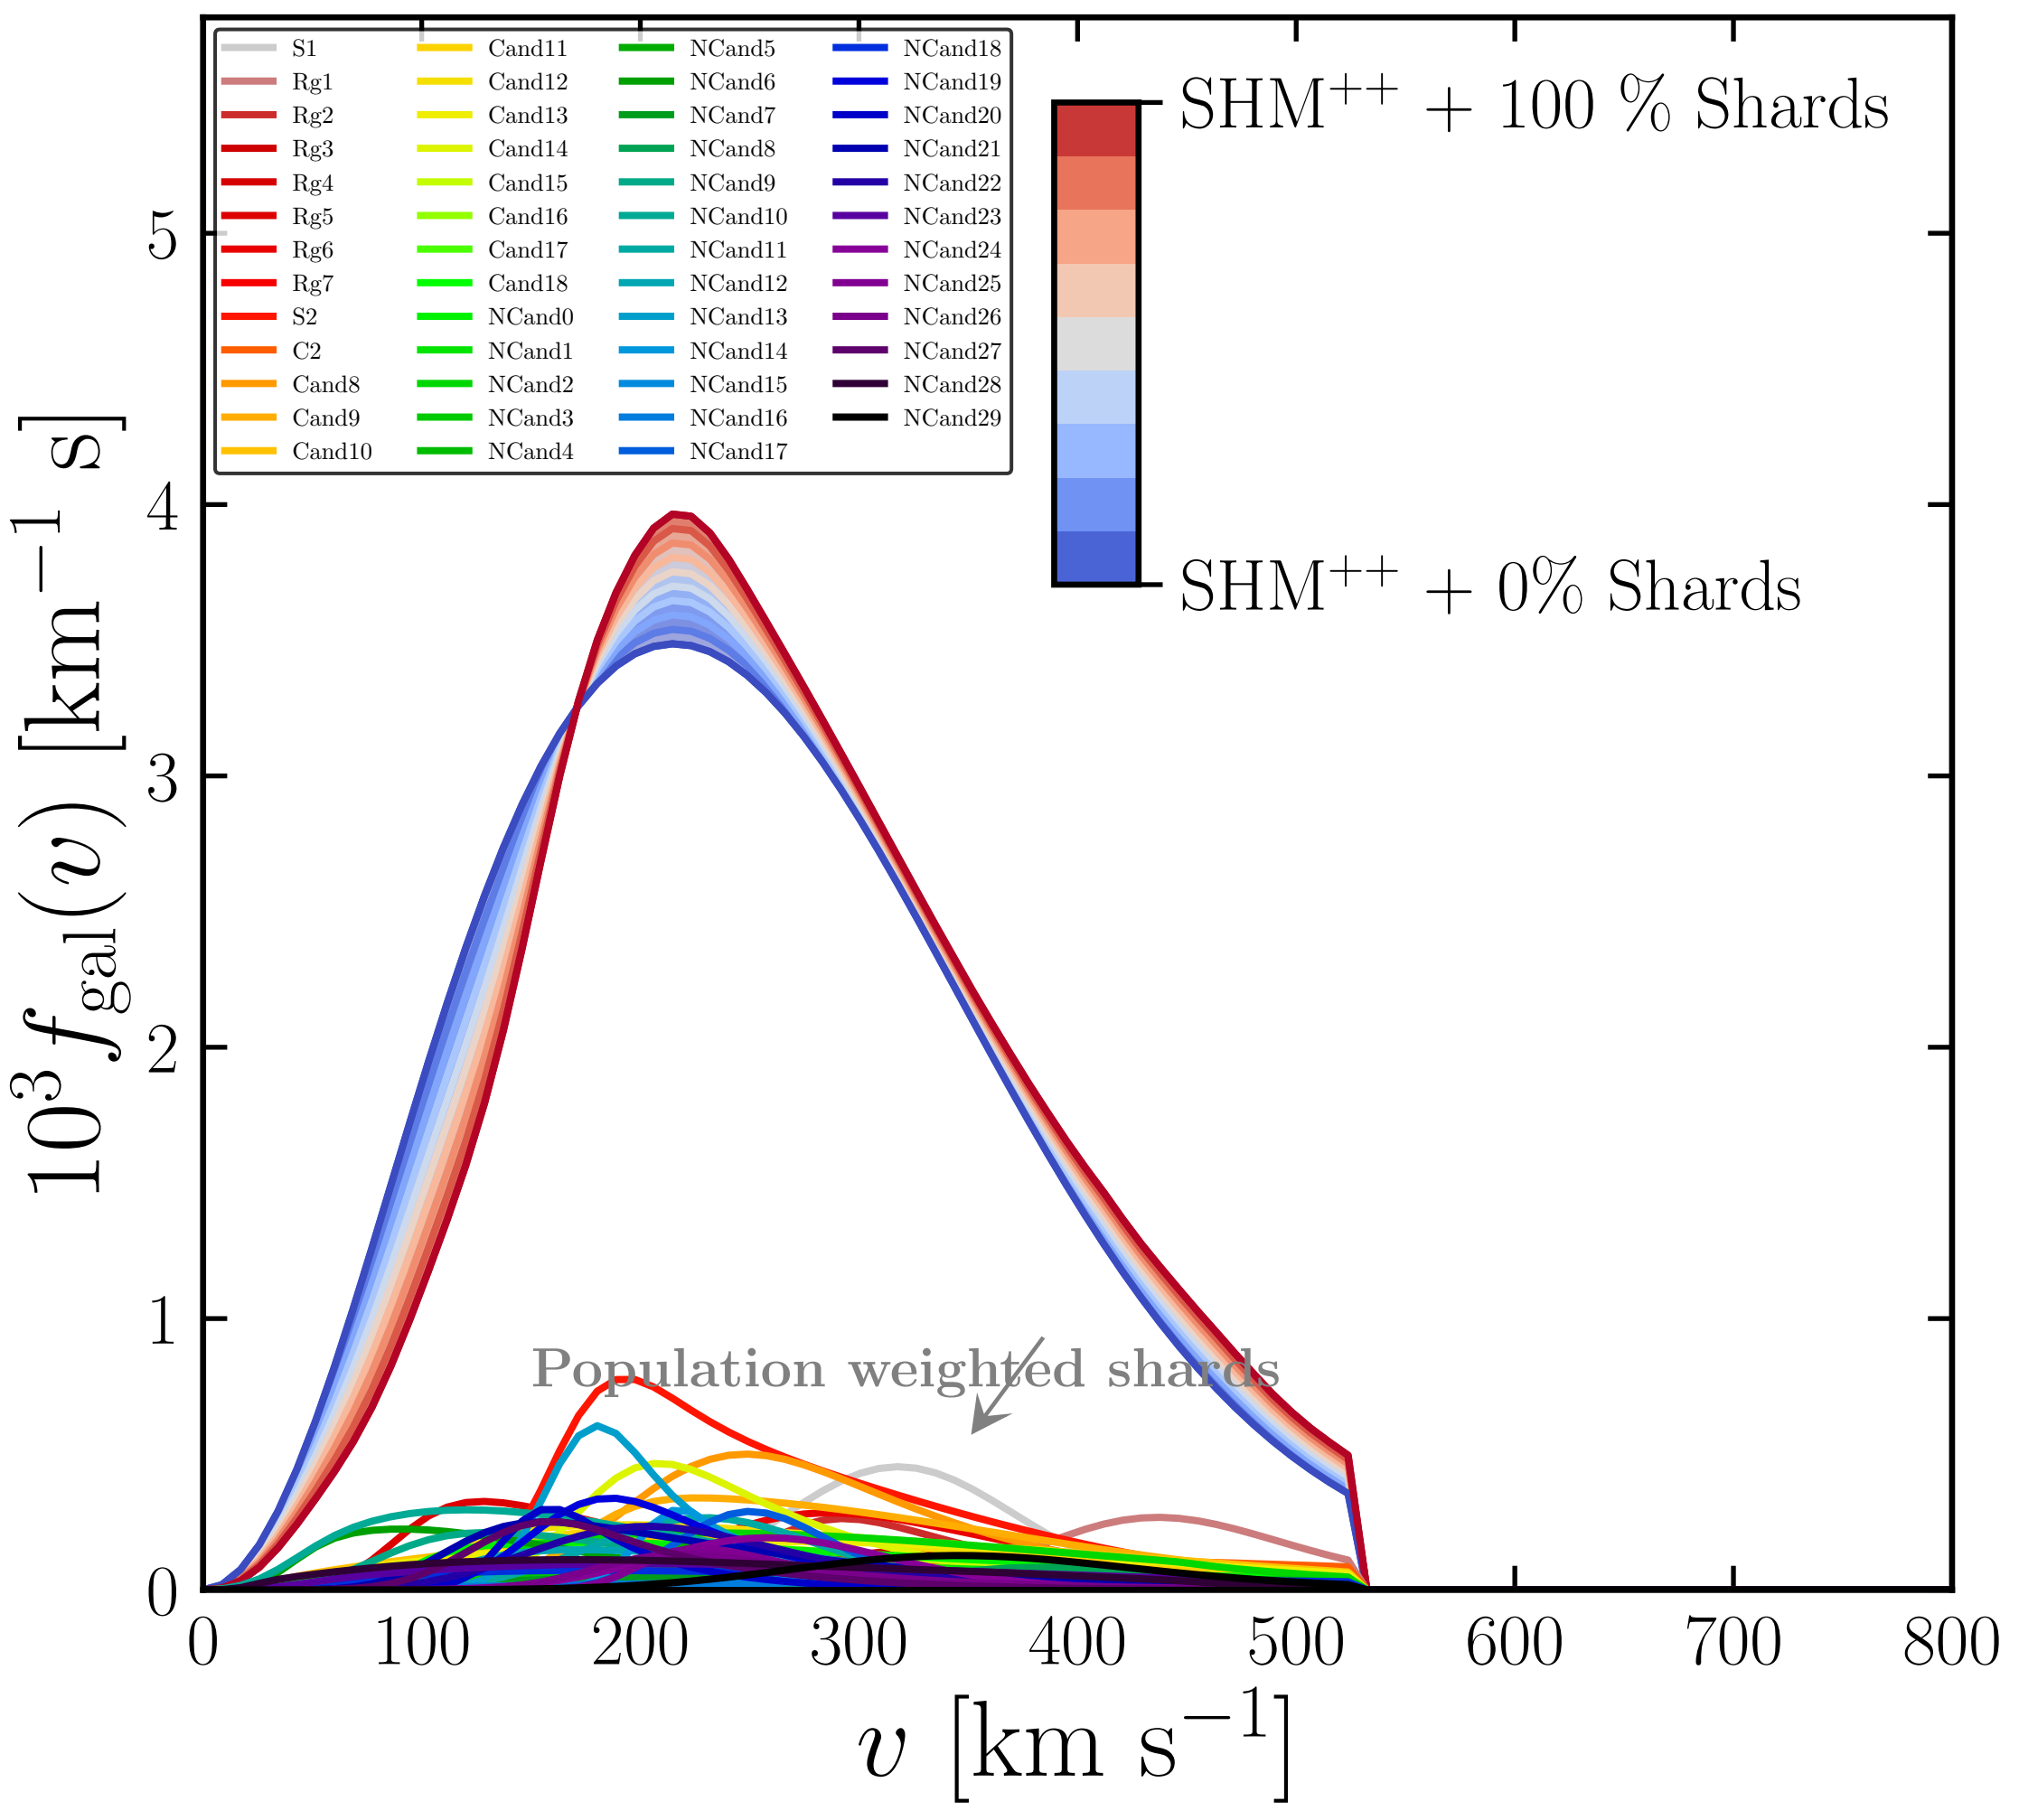 S1
Rg1
Rg2
Rg3
Rg4
Rg5
Rg6
Rg7
S2
C2
Cand8
Cand9
Cand10
Cand11
Cand12
Cand13
Cand14
Cand15
Cand16
Cand17
Cand18
NCand0
NCand1
NCand2
NCand3
NCand4
NCand5
NCand6
NCand7
NCand8
NCand9
NCand10
NCand11
NCand12
NCand13
NCand14
NCand15
NCand16
NCand17
NCand18
NCand19
NCand20
NCand21
NCand22
NCand23
NCand24
NCand25
NCand26
NCand27
NCand28
NCand29
SHM⁺⁺ + 100 % Shards
SHM⁺⁺ + 0% Shards
Population weighted shards
10³f_gal(v) [km⁻¹ s]
5
4
3
2
1
0
0 100 200 300 400 500 600 700 800
v [km s⁻¹]